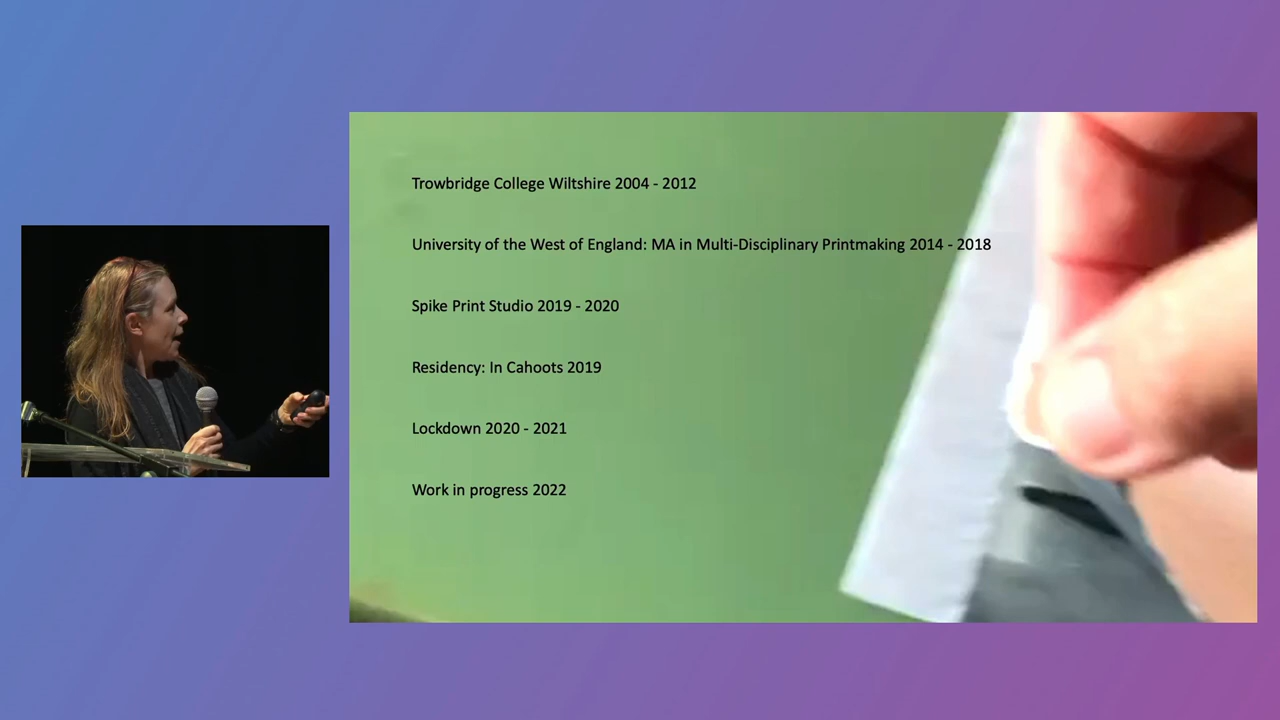 Trowbridge College Wiltshire 2004 - 2012
University of the West of England: MA in Multi-Disciplinary Printmaking 2014 - 2018
Spike Print Studio 2019 - 2020
Residency: In Cahoots 2019
Lockdown 2020 - 2021
Work in progress 2022